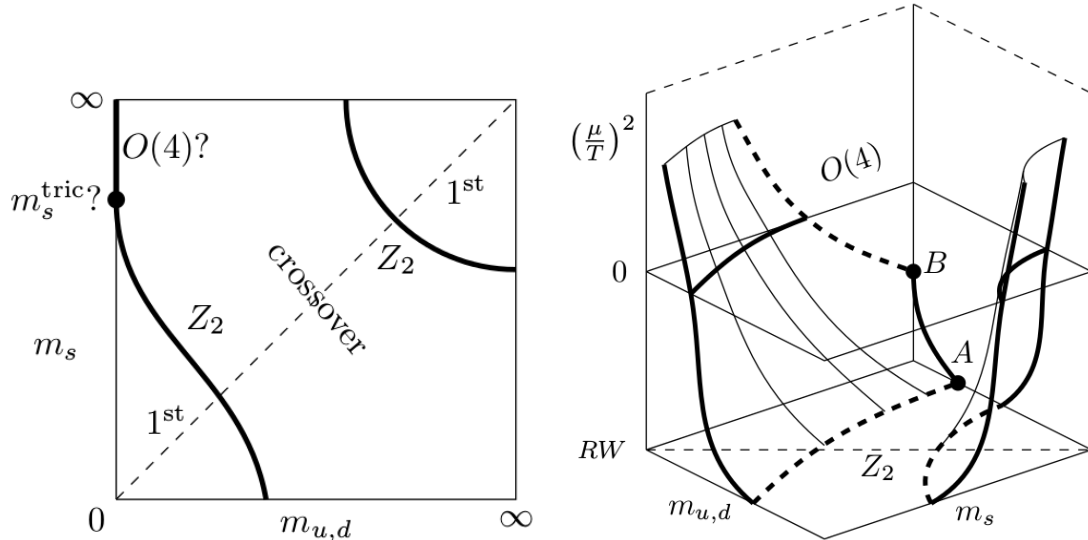 ∞
O(4)?
m_s^tric?
1^st
Z_2
crossover
Z_2
m_s
1^st
0
m_{u,d}
∞
(μ/T)^2
O(4)
0
B
A
RW
Z_2
m_{u,d}
m_s